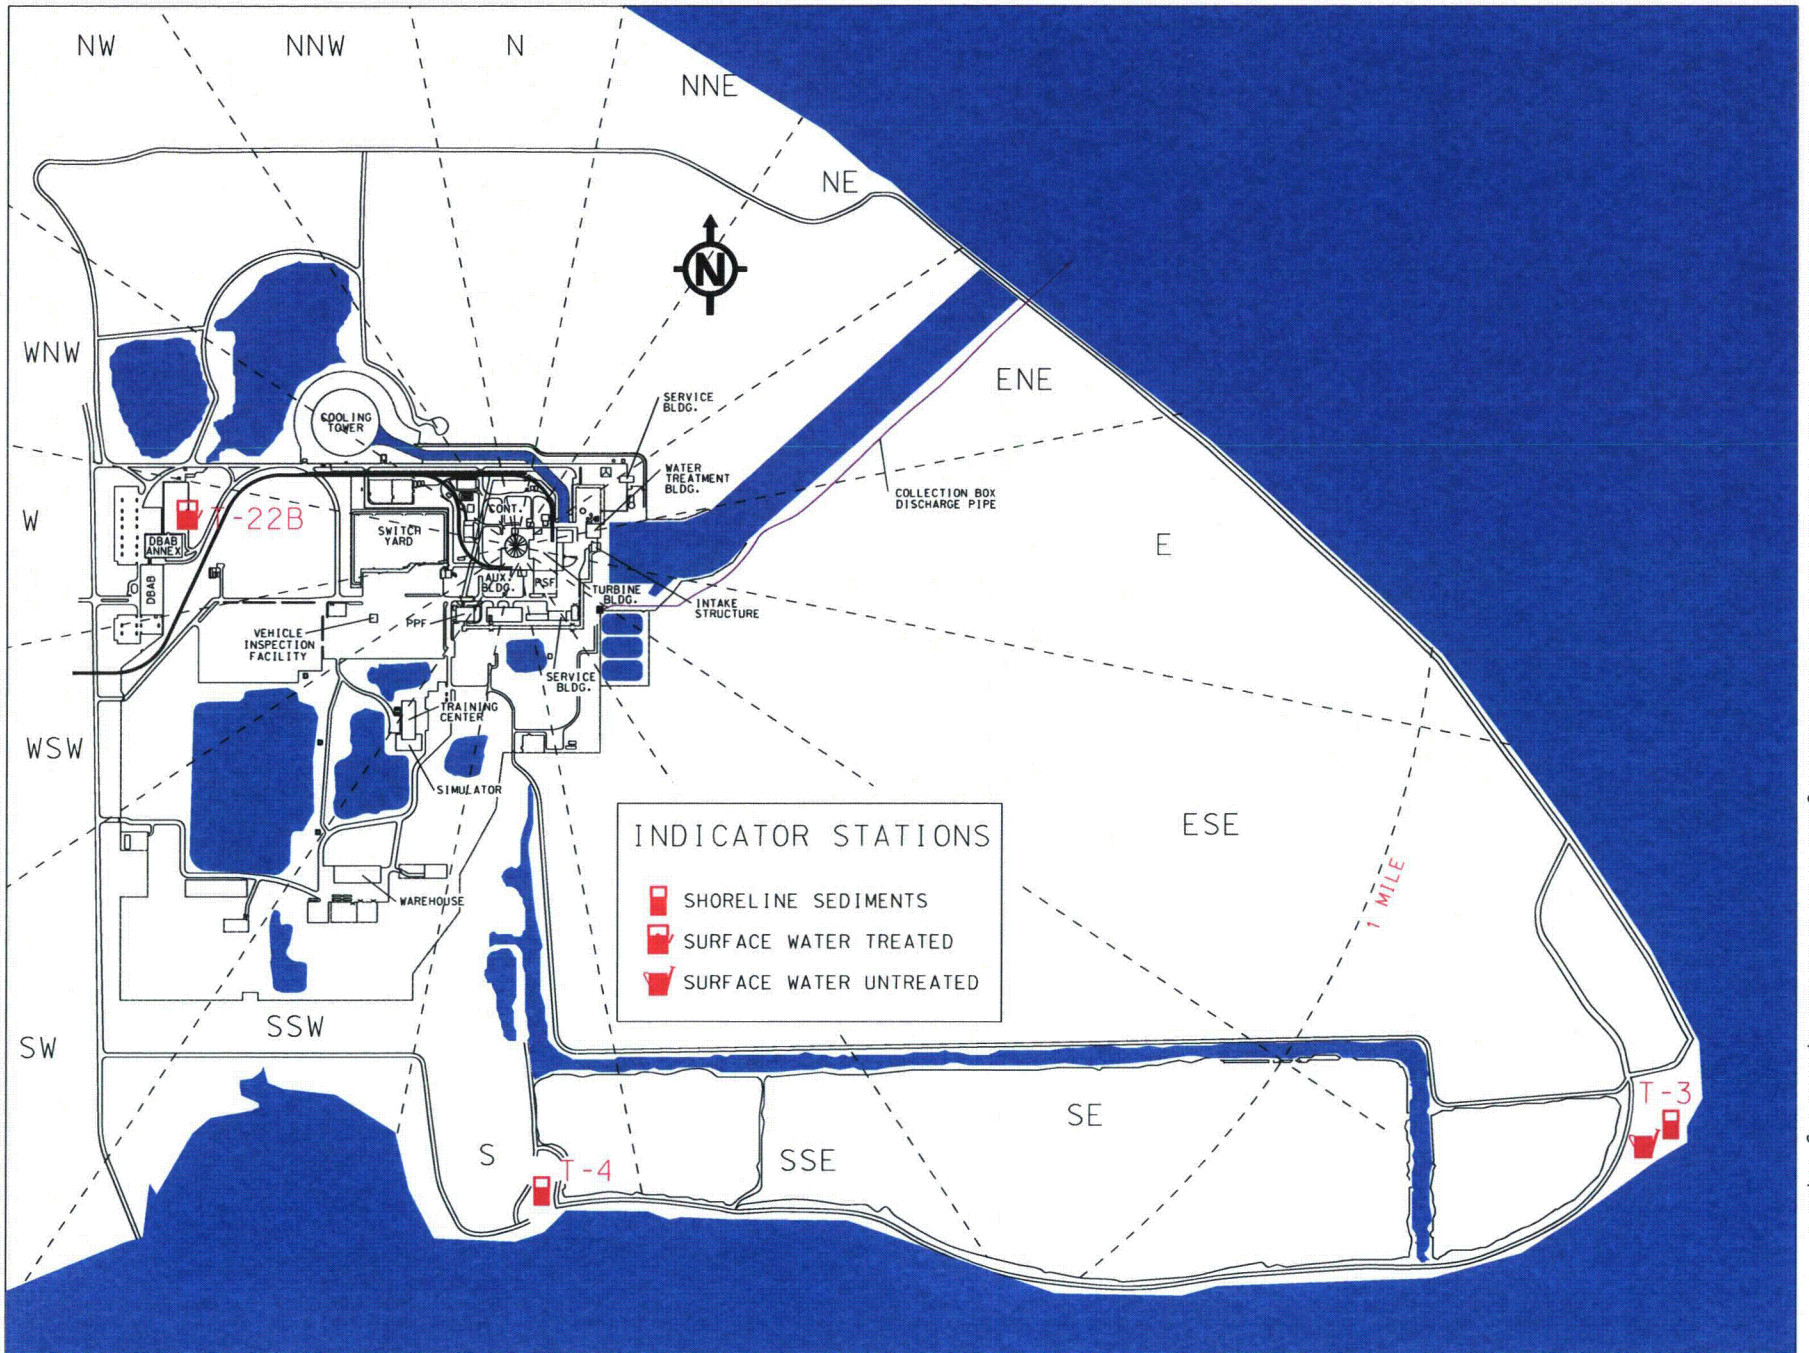 NW
NNW
N
NNE
NE
N
WNW
ENE
COOLING
TOWER
SERVICE
BLDG.
WATER
TREATMENT
BLDG.
COLLECTION BOX
DISCHARGE PIPE
W
T-22B
CONT.
SWITCH
YARD
E
DBAB
ANNEX
DBAB
AUX.
BLDG.
PSF
TURBINE
BLDG.
INTAKE
STRUCTURE
PPF
VEHICLE
INSPECTION
FACILITY
SERVICE
BLDG.
TRAINING
CENTER
WSW
SIMULATOR
ESE
INDICATOR STATIONS
SHORELINE SEDIMENTS
SURFACE WATER TREATED
SURFACE WATER UNTREATED
1 MILE
WAREHOUSE
SSW
SW
T-3
SE
S
SSE
T-4